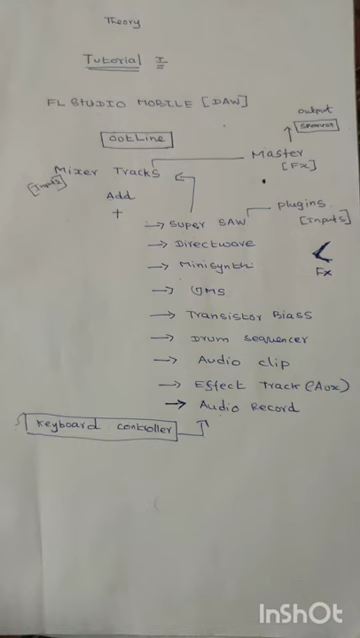 Theory
Tutorial I
FL STUDIO MOBILE [DAW]
output
Speaker
OutLine
Master
[Fx]
Mixer Tracks
[Inputs]
Add
+
plugins
[Inputs]
→ Super SAW
→ Directwave
→ Minisynth
Fx
→ GMS
→ Transistor Biass
→ Drum sequencer
→ Audio clip
→ Effect Track (Aux)
→ Audio Record
Keyboard controller
InShOt